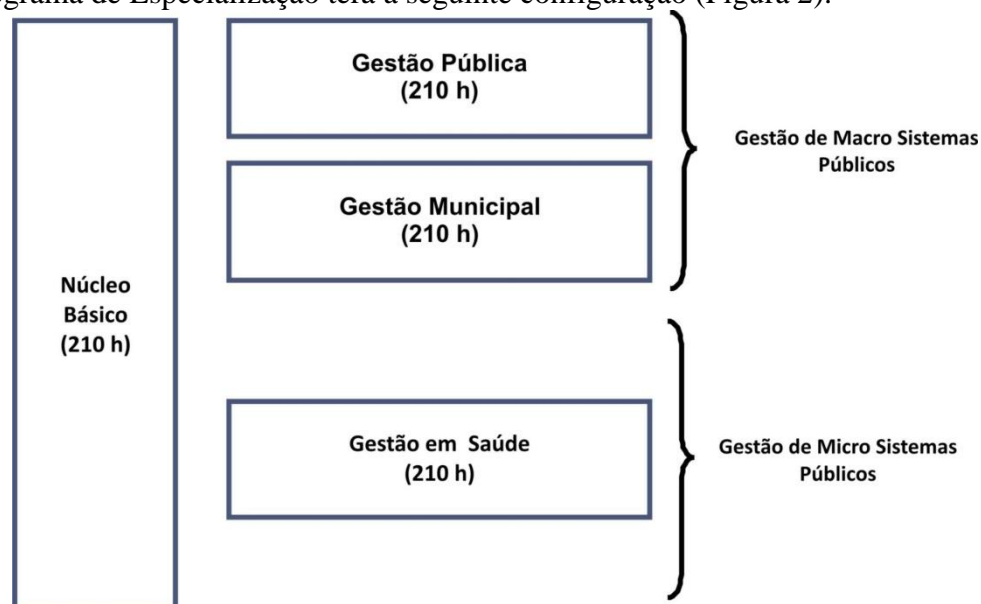 grama de Especialização terá a seguinte configuração (Figura 2).
Gestão Pública
(210 h)
Gestão de Macro Sistemas
Públicos
Gestão Municipal
(210 h)
Núcleo
Básico
(210 h)
Gestão em Saúde
(210 h)
Gestão de Micro Sistemas
Públicos